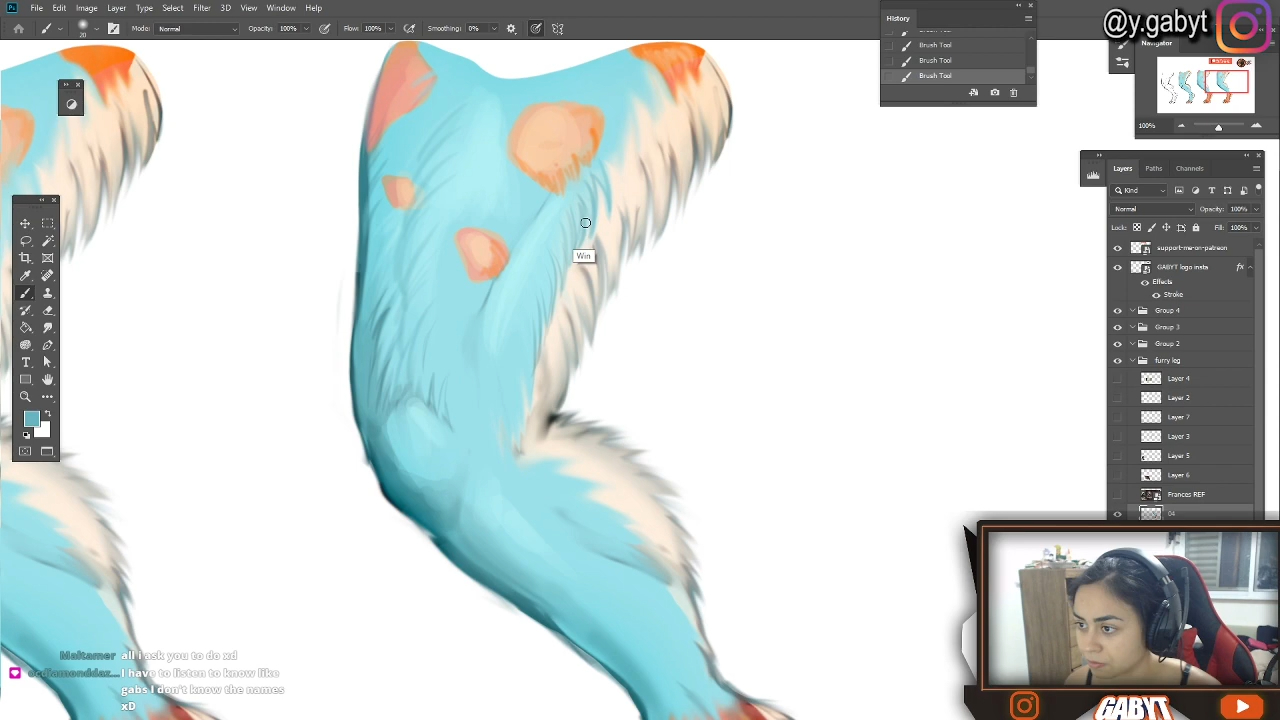 Ps File Edit Image Layer Type Select Filter 3D View Window Help
20 Mode: Normal Opacity: 100% Flow: 100% Smoothing: 0%
History
Brush Tool
Brush Tool
Brush Tool
@y.gabyt
Navigator
100%
Win
Layers Paths Channels
Kind
Normal Opacity: 100%
Lock: Fill: 100%
support-me-on-patreon
GABYT logo insta fx
Effects
Stroke
Group 4
Group 3
Group 2
furry leg
Layer 4
Layer 2
Layer 7
Layer 3
Layer 5
Layer 6
Frances REF
04
Maltamer all i ask you to do xd
I have to listen to know like
gabs I don't know the names
xD
GABYT